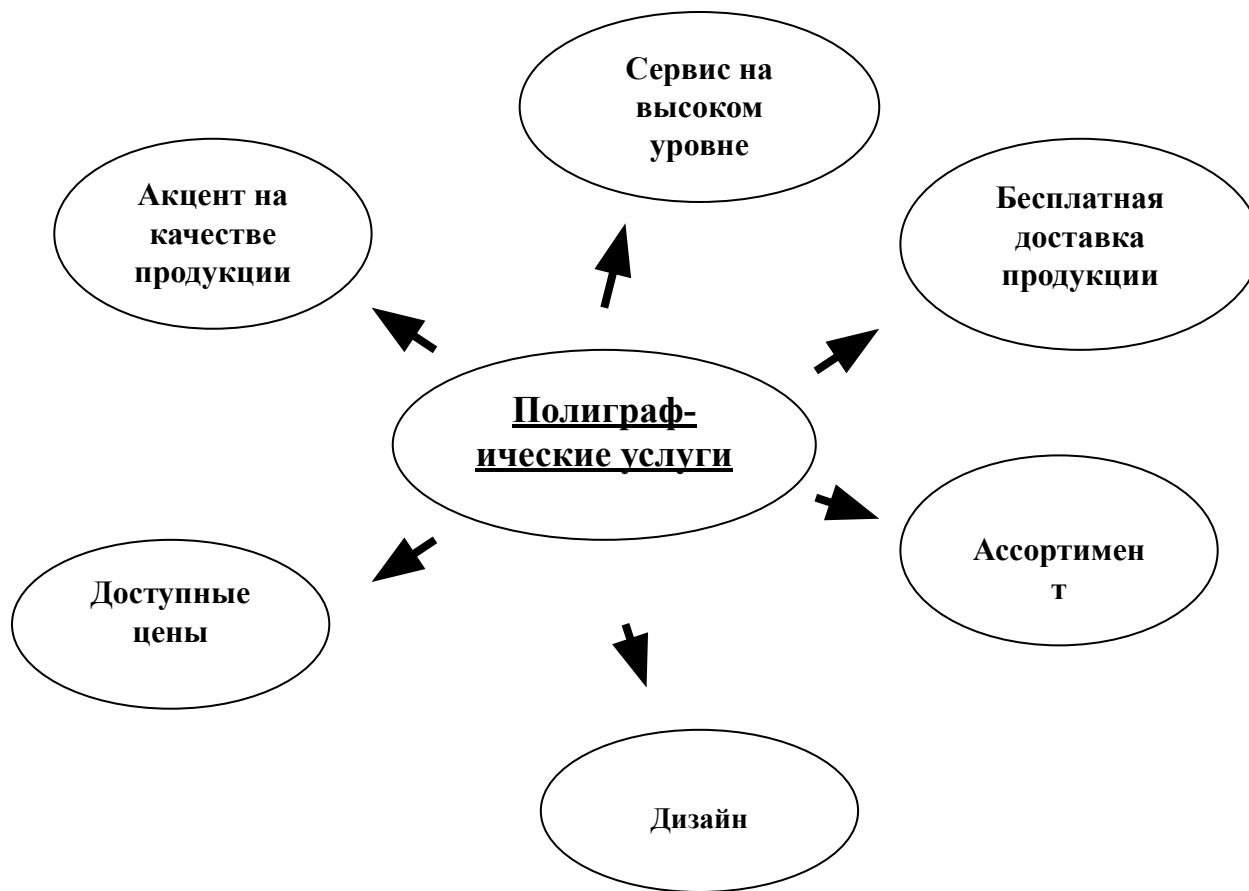 Сервис на
высоком
уровне
Акцент на
качестве
продукции
Бесплатная
доставка
продукции
Полиграф-
ические услуги
Ассортимен
т
Доступные
цены
Дизайн